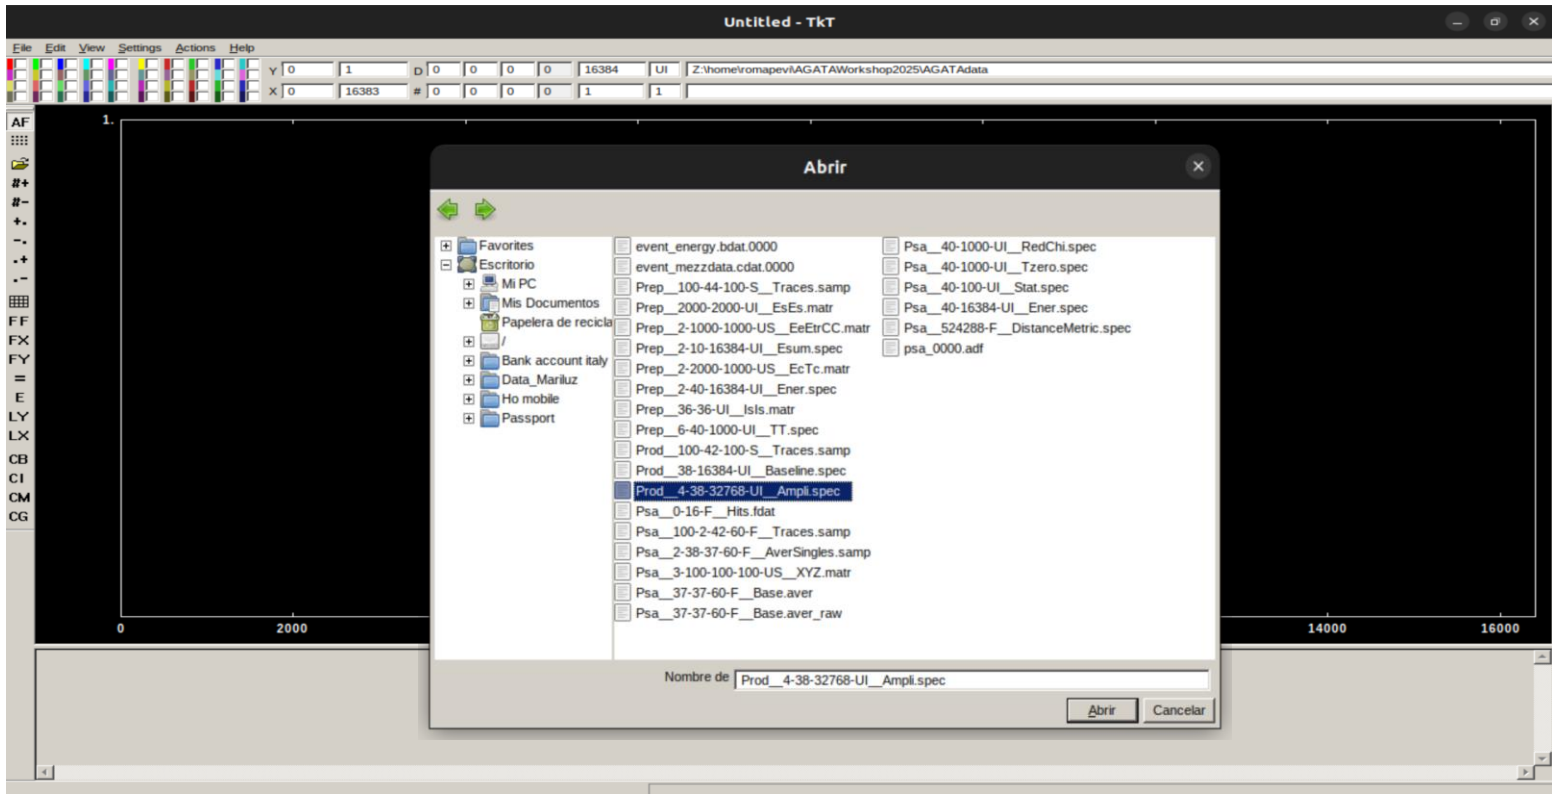 Untitled - TkT
File Edit View Settings Actions Help
Y 0 1 D 0 0 0 0 16384 UI Z:\home\romapevi\AGATAWorkshop2025\AGATAdata
X 0 16383 # 0 0 0 0 1 1
AF
#+
#-
+.
-.
.+
.-
FF
FX
FY
=
E
LY
LX
CB
CI
CM
CG
1.
0 2000 14000 16000
Abrir
Favorites
Escritorio
Mi PC
Mis Documentos
Papelera de recicla
/
Bank account italy
Data_Mariluz
Ho mobile
Passport
event_energy.bdat.0000
event_mezzdata.cdat.0000
Prep__100-44-100-S__Traces.samp
Prep__2000-2000-UI__EsEs.matr
Prep__2-1000-1000-US__EeEtrCC.matr
Prep__2-10-16384-UI__Esum.spec
Prep__2-2000-1000-US__EcTc.matr
Prep__2-40-16384-UI__Ener.spec
Prep__36-36-UI__IsIs.matr
Prep__6-40-1000-UI__TT.spec
Prod__100-42-100-S__Traces.samp
Prod__38-16384-UI__Baseline.spec
Prod__4-38-32768-UI__Ampli.spec
Psa__0-16-F__Hits.fdat
Psa__100-2-42-60-F__Traces.samp
Psa__2-38-37-60-F__AverSingles.samp
Psa__3-100-100-100-US__XYZ.matr
Psa__37-37-60-F__Base.aver
Psa__37-37-60-F__Base.aver_raw
Psa__40-1000-UI__RedChi.spec
Psa__40-1000-UI__Tzero.spec
Psa__40-100-UI__Stat.spec
Psa__40-16384-UI__Ener.spec
Psa__524288-F__DistanceMetric.spec
psa_0000.adf
Nombre de Prod__4-38-32768-UI__Ampli.spec
Abrir Cancelar